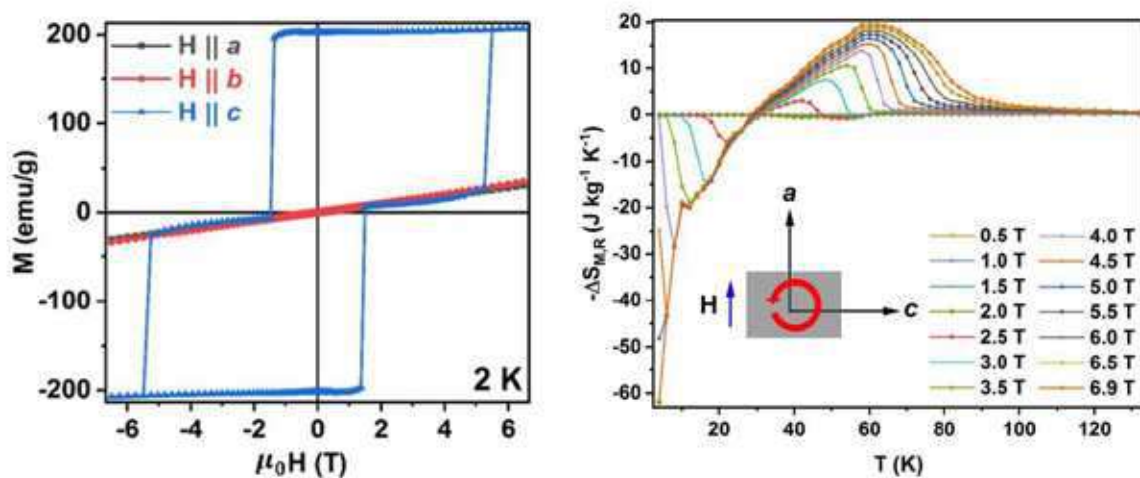 200
100
0
-100
-200
M (emu/g)
H || a
H || b
H || c
2 K
-6 -4 -2 0 2 4 6
μ0H (T)
20
10
0
-10
-20
-30
-40
-50
-60
-ΔSM,R (J kg-1 K-1)
a
H
c
0.5 T 4.0 T
1.0 T 4.5 T
1.5 T 5.0 T
2.0 T 5.5 T
2.5 T 6.0 T
3.0 T 6.5 T
3.5 T 6.9 T
20 40 60 80 100 120
T (K)